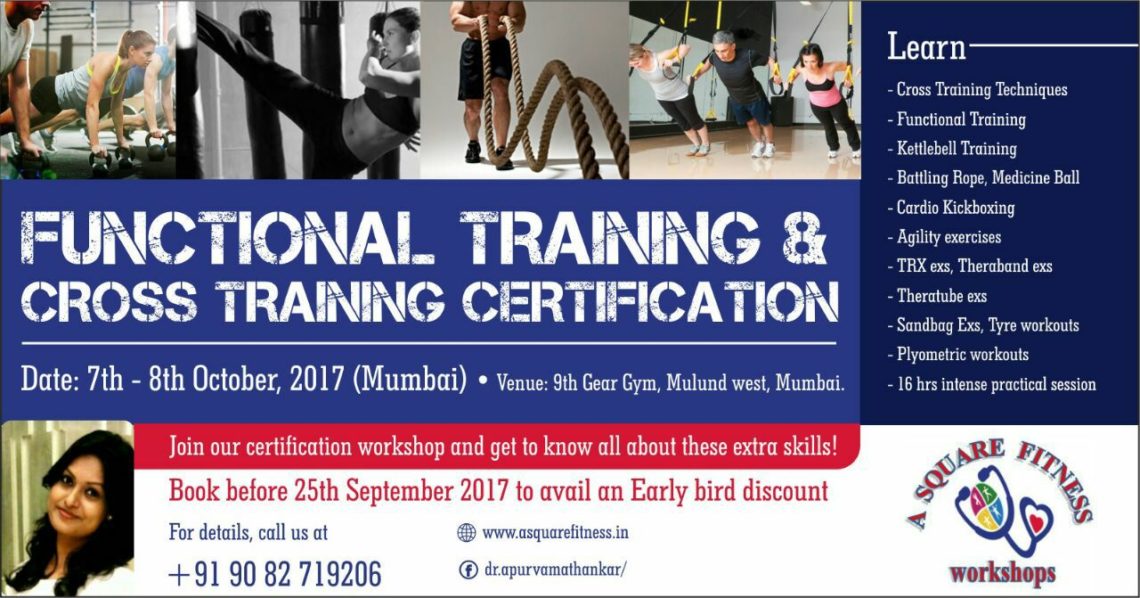 Learn
- Cross Training Techniques
- Functional Training
- Kettlebell Training
- Battling Rope, Medicine Ball
- Cardio Kickboxing
- Agility exercises
- TRX exs, Theraband exs
- Theratube exs
- Sandbag Exs, Tyre workouts
- Plyometric workouts
- 16 hrs intense practical session
FUNCTIONAL TRAINING &
CROSS TRAINING CERTIFICATION
Date: 7th - 8th October, 2017 (Mumbai) • Venue: 9th Gear Gym, Mulund west, Mumbai.
Join our certification workshop and get to know all about these extra skills!
Book before 25th September 2017 to avail an Early bird discount
For details, call us at
+91 90 82 719206
www.asquarefitness.in
dr.apurvamathankar/
A SQUARE FITNESS
workshops